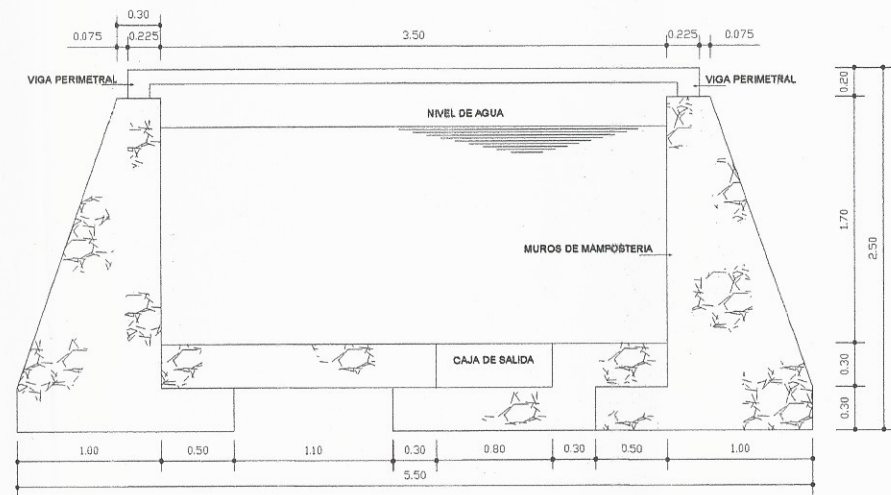 0.30
0.075 0.225 3.50 0.225 0.075
VIGA PERIMETRAL VIGA PERIMETRAL
0.20
NIVEL DE AGUA
1.70
2.50
MUROS DE MAMPOSTERIA
CAJA DE SALIDA
0.30
0.30
1.00 0.50 1.10 0.30 0.80 0.30 0.50 1.00
5.50